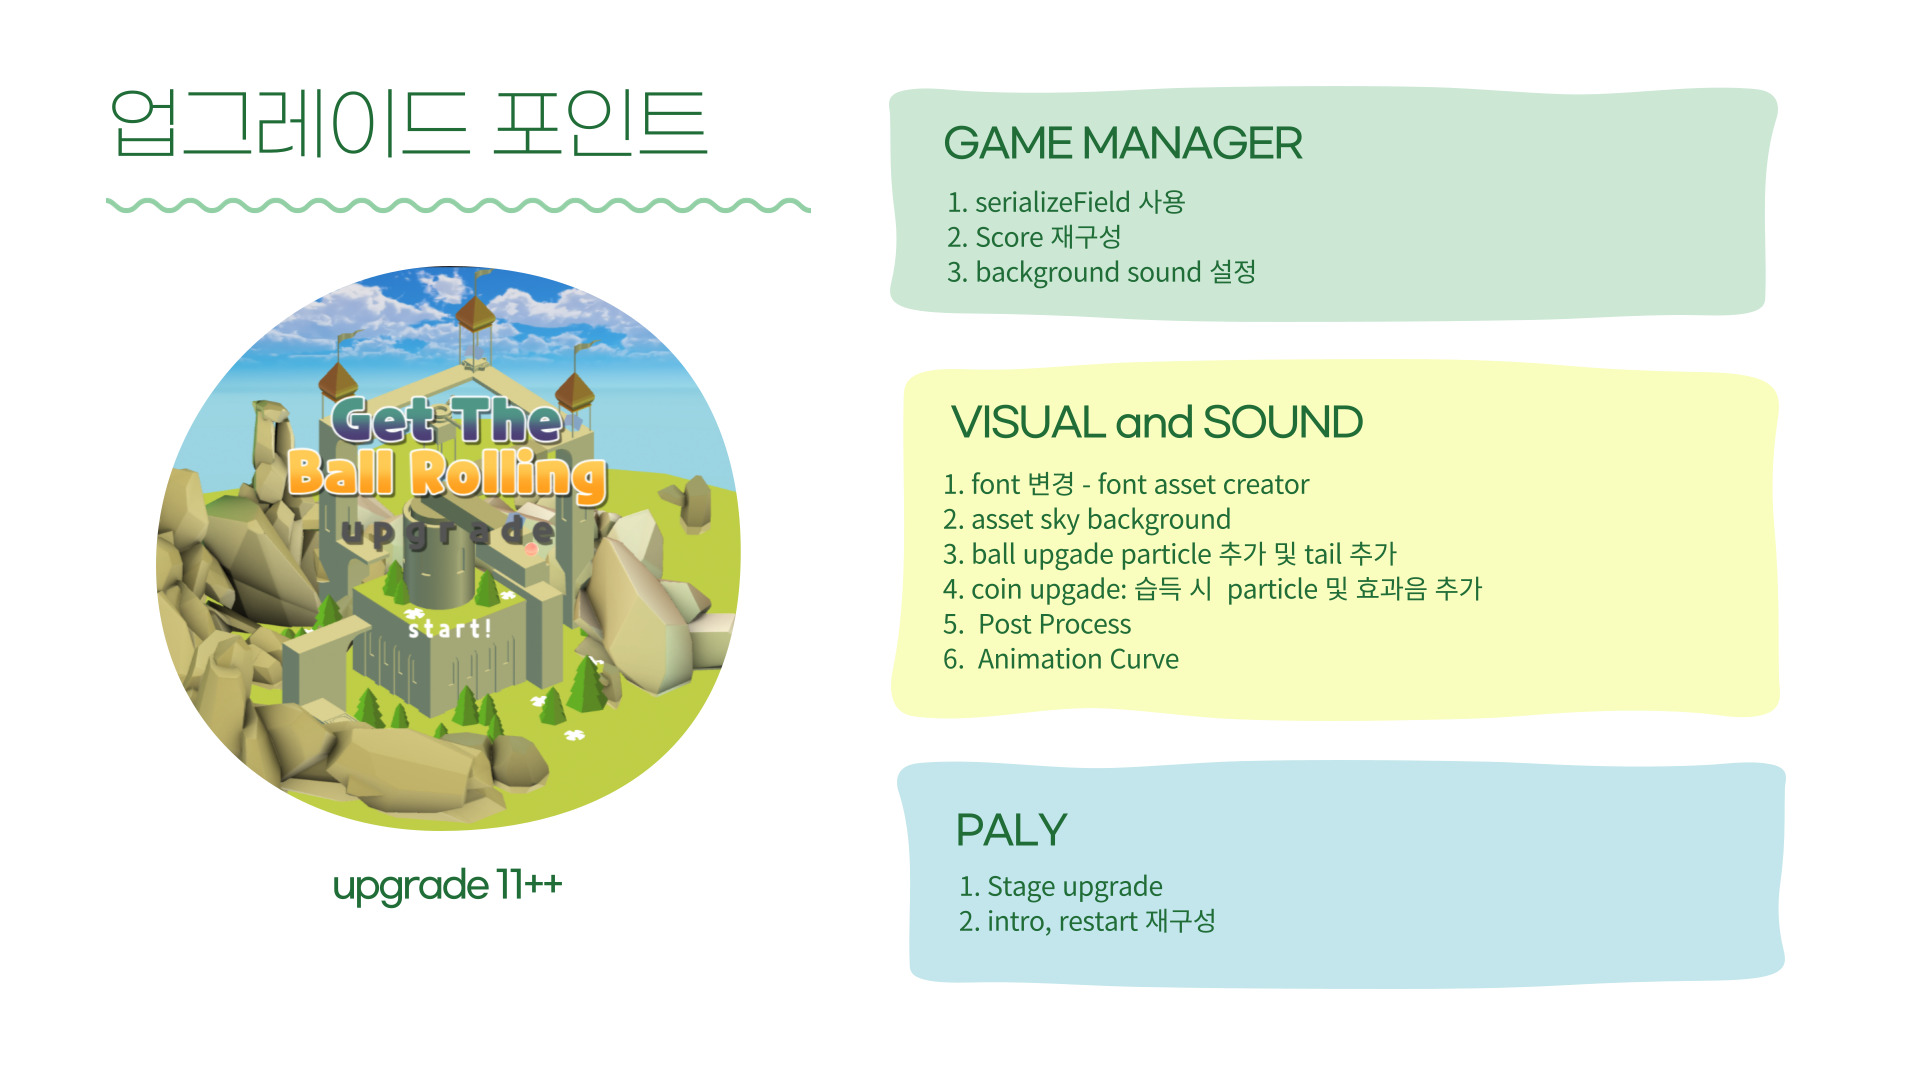 업그레이드 포인트
Get The
Ball Rolling
upgrade
start!
upgrade 11++
GAME MANAGER
1. serializeField 사용
2. Score 재구성
3. background sound 설정
VISUAL and SOUND
1. font 변경 - font asset creator
2. asset sky background
3. ball upgade particle 추가 및 tail 추가
4. coin upgade: 습득 시  particle 및 효과음 추가
5.  Post Process
6.  Animation Curve
PALY
1. Stage upgrade
2. intro, restart 재구성